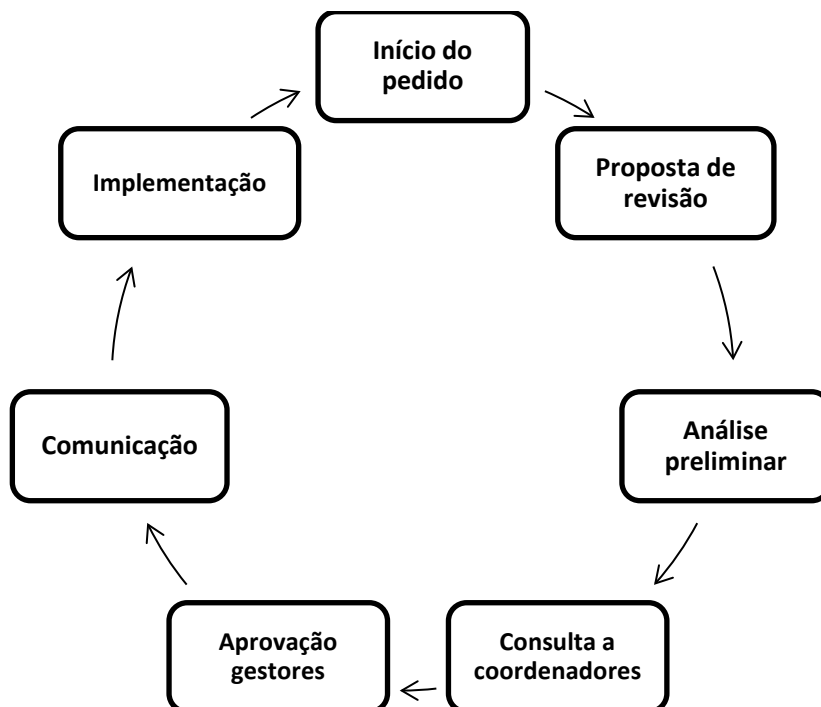 Início do
pedido
Proposta de
revisão
Análise
preliminar
Consulta a
coordenadores
Aprovação
gestores
Comunicação
Implementação